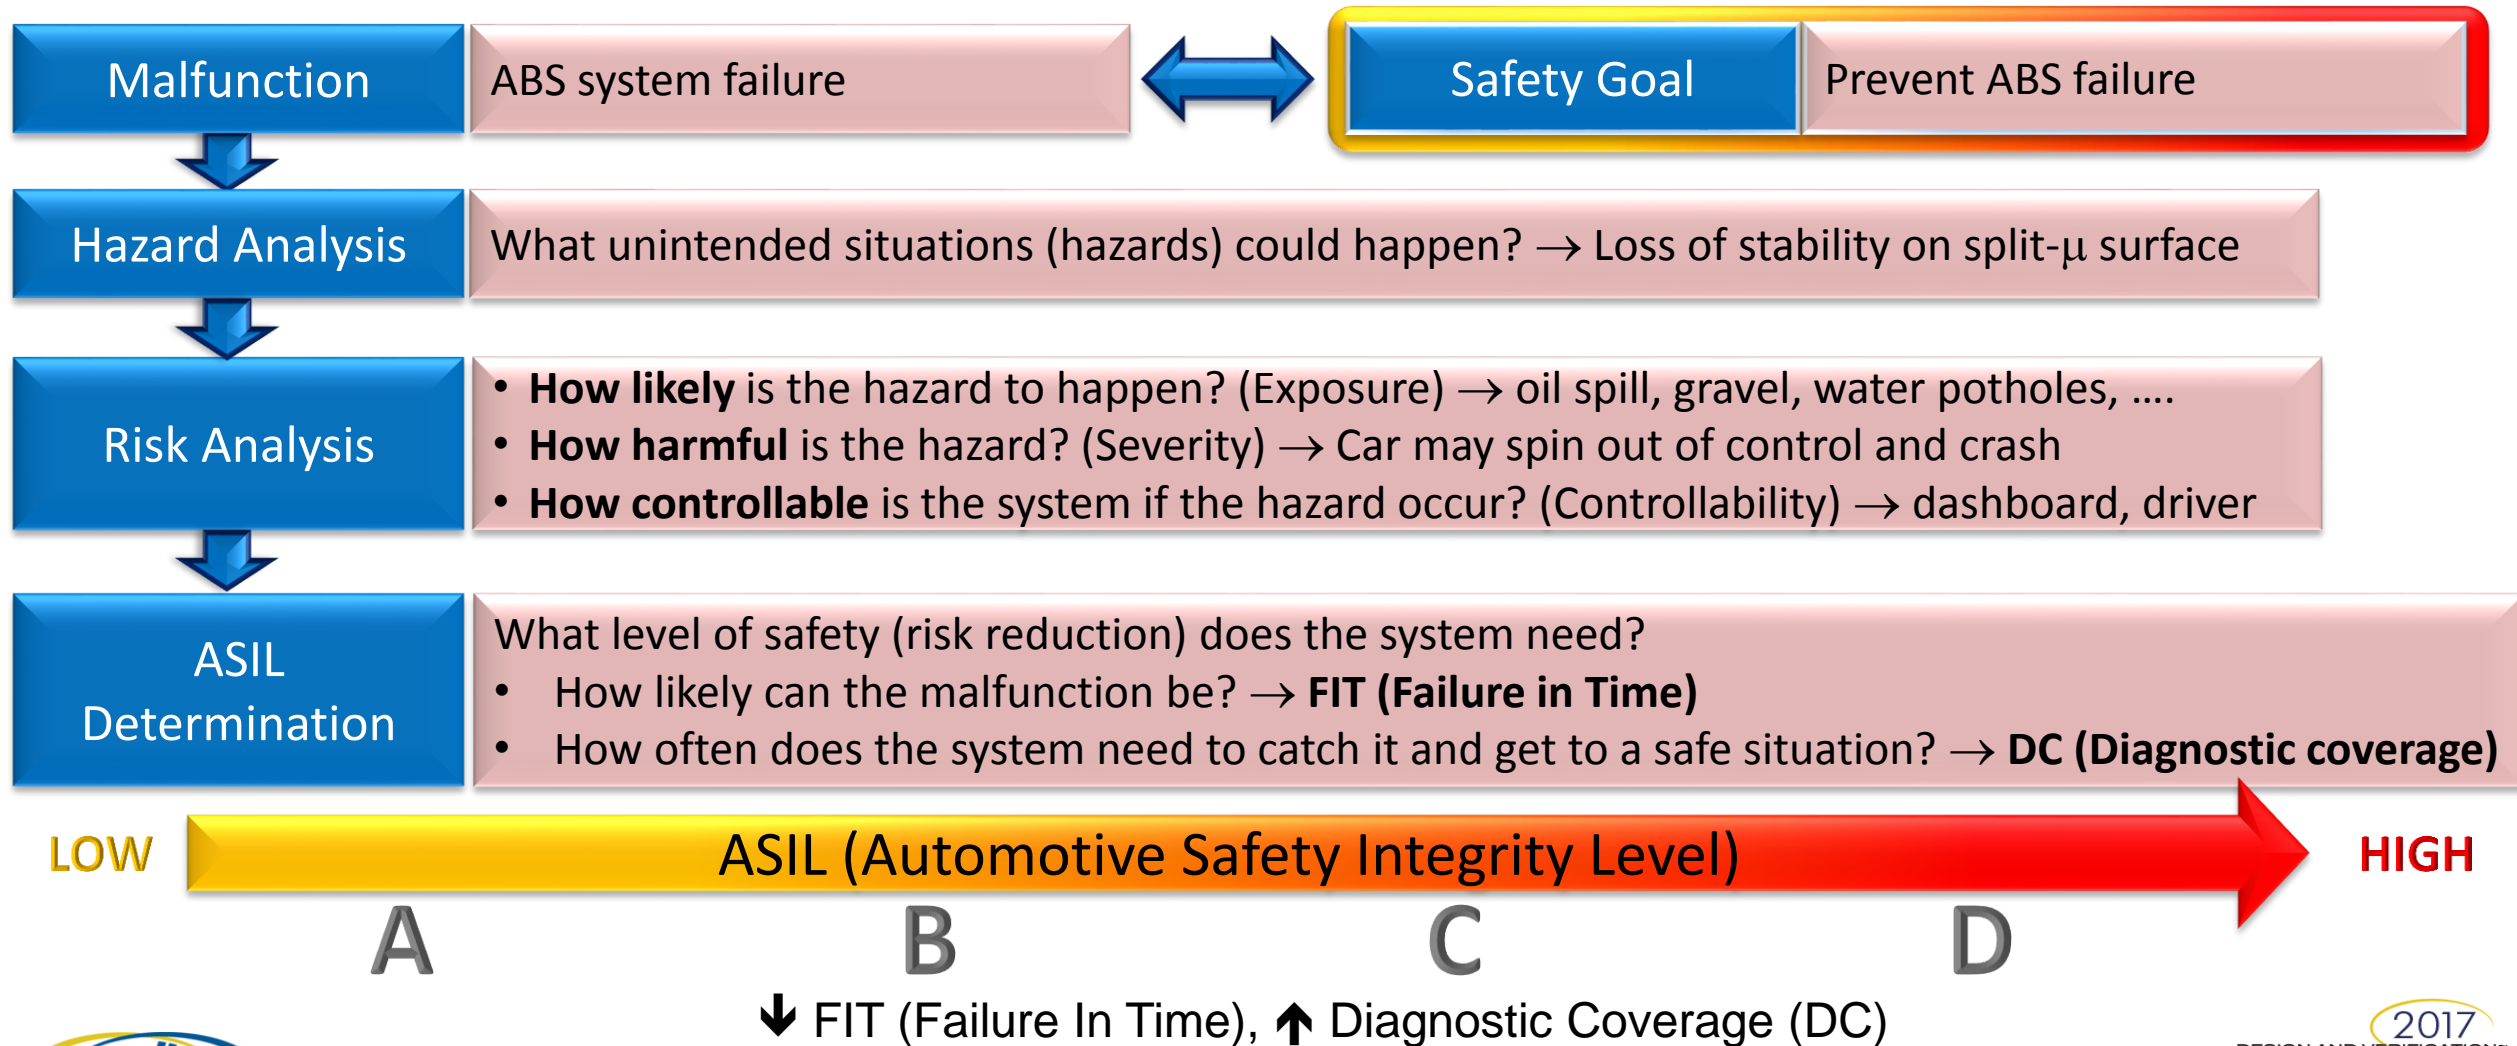 Malfunction
ABS system failure
Safety Goal
Prevent ABS failure
Hazard Analysis
What unintended situations (hazards) could happen? → Loss of stability on split-μ surface
Risk Analysis
• How likely is the hazard to happen? (Exposure) → oil spill, gravel, water potholes, ....
• How harmful is the hazard? (Severity) → Car may spin out of control and crash
• How controllable is the system if the hazard occur? (Controllability) → dashboard, driver
ASIL
Determination
What level of safety (risk reduction) does the system need?
• How likely can the malfunction be? → FIT (Failure in Time)
• How often does the system need to catch it and get to a safe situation? → DC (Diagnostic coverage)
LOW
ASIL (Automotive Safety Integrity Level)
HIGH
A
B
C
D
🡻 FIT (Failure In Time), 🡹 Diagnostic Coverage (DC)
2017
DESIGN AND VERIFICATION™